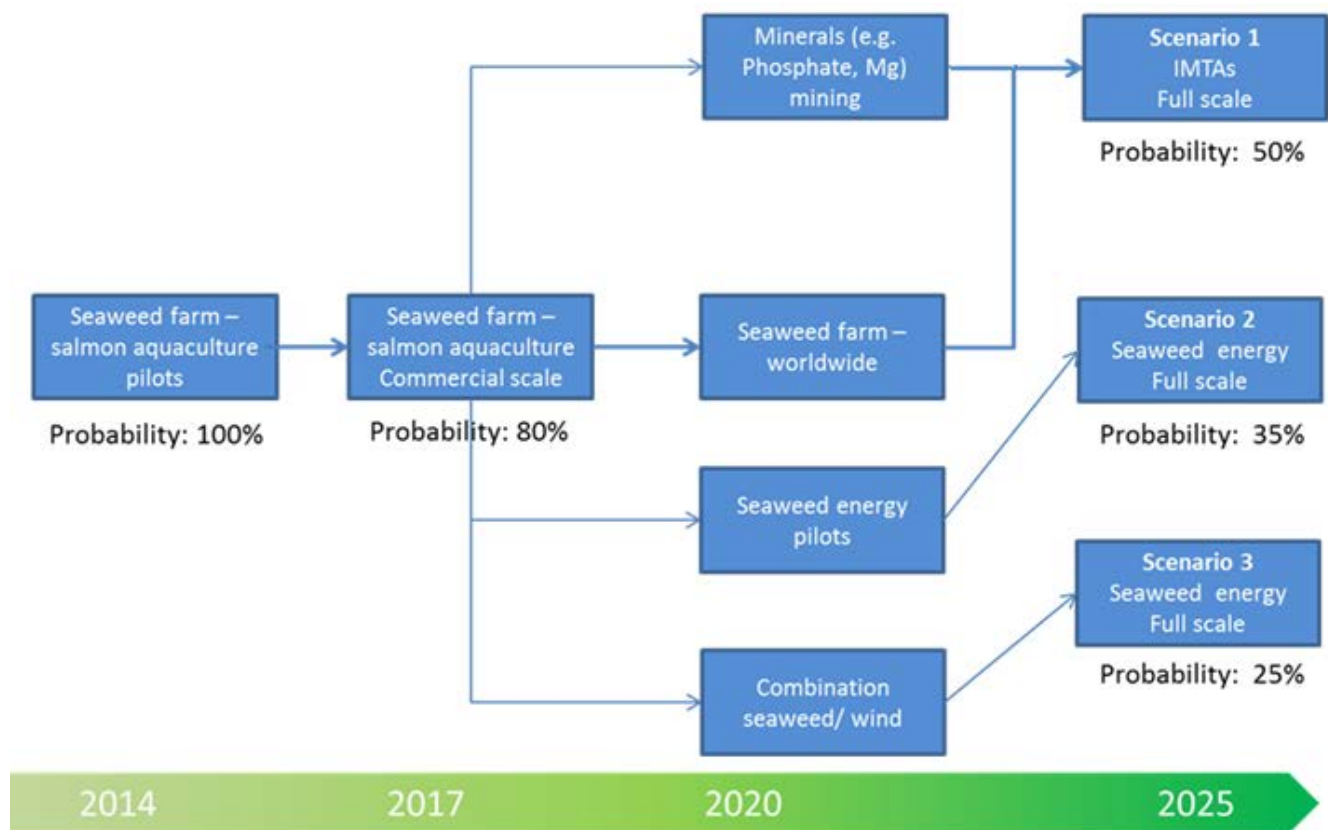 Minerals (e.g.
Phosphate, Mg)
mining
Scenario 1
IMTAs
Full scale
Probability: 50%
Seaweed farm –
salmon aquaculture
pilots
Probability: 100%
Seaweed farm –
salmon aquaculture
Commercial scale
Probability: 80%
Seaweed farm –
worldwide
Scenario 2
Seaweed energy
Full scale
Probability: 35%
Seaweed energy
pilots
Scenario 3
Seaweed energy
Full scale
Probability: 25%
Combination
seaweed/ wind
2014
2017
2020
2025